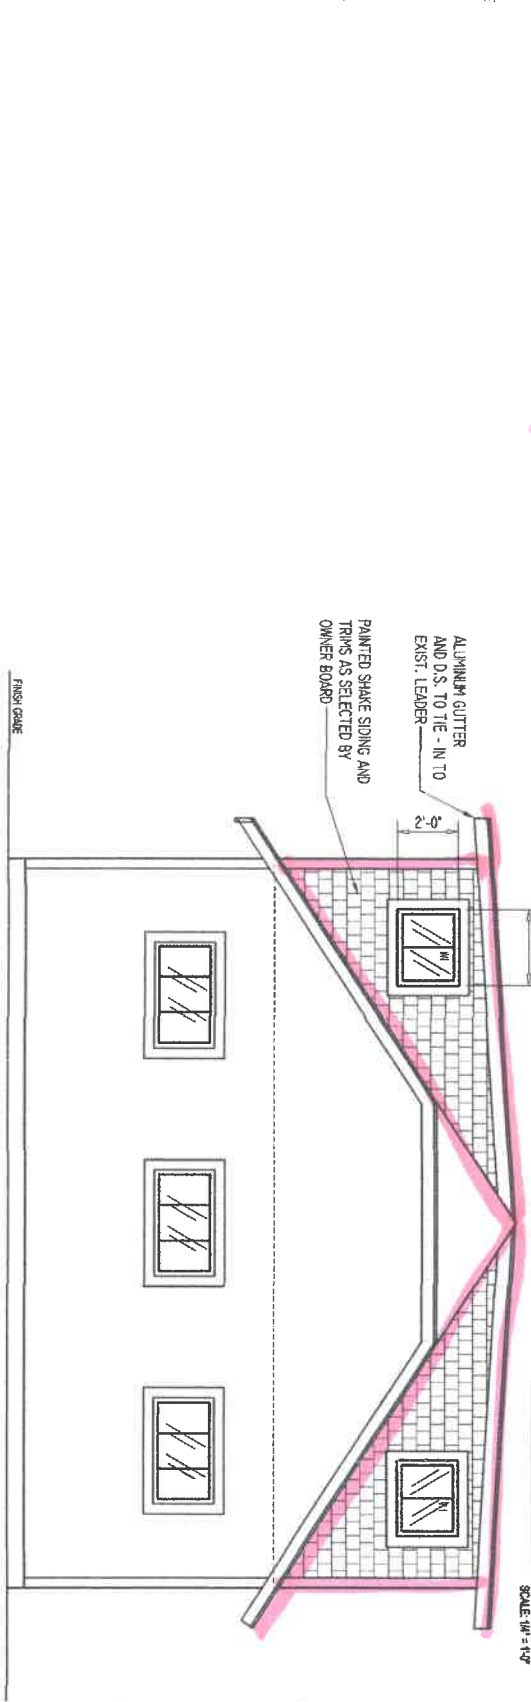 ALUMINUM GUTTER
AND D.S. TO TIE - IN TO
EXIST. LEADER
PAINTED SHAKE SIDING AND
TRIMS AS SELECTED BY
OWNER BOARD
2'-0"
FINISH GRADE
SCALE: 1/4" = 1'-0"